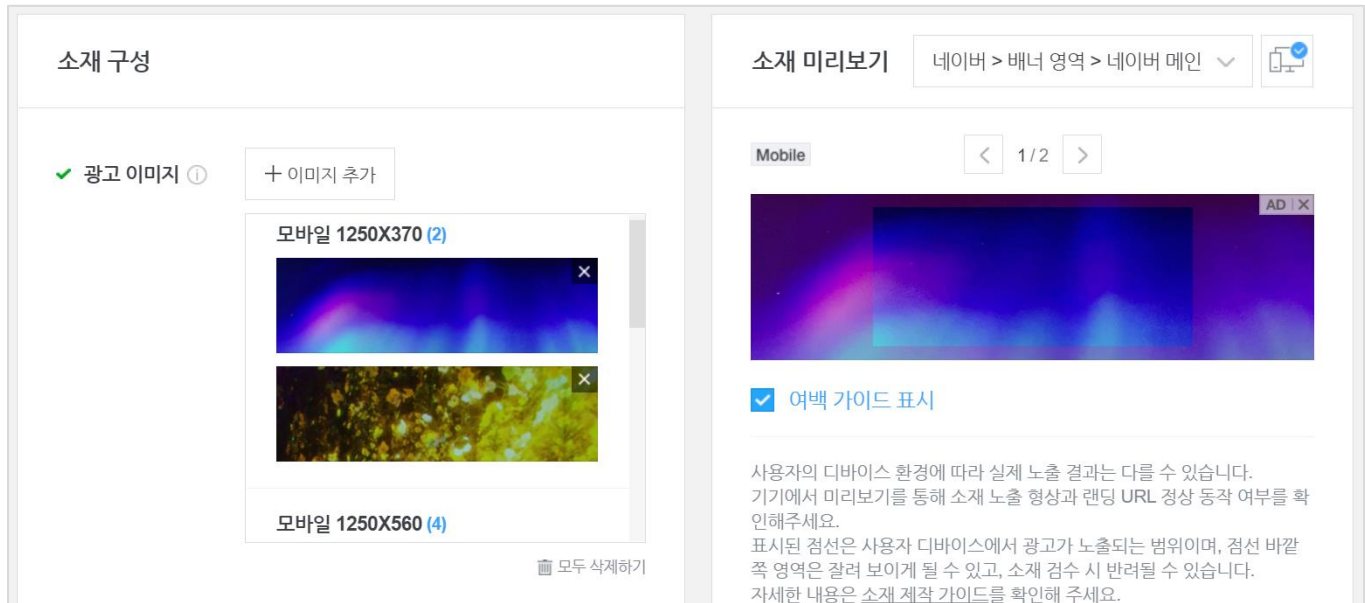 소재 구성
광고 이미지
이미지 추가
모바일 1250X370 (2)
모바일 1250X560 (4)
모두 삭제하기
소재 미리보기
네이버 > 배너 영역 > 네이버 메인
Mobile
1 / 2
AD
여백 가이드 표시
사용자의 디바이스 환경에 따라 실제 노출 결과는 다를 수 있습니다.
기기에서 미리보기를 통해 소재 노출 형상과 랜딩 URL 정상 동작 여부를 확
인해주세요.
표시된 점선은 사용자 디바이스에서 광고가 노출되는 범위이며, 점선 바깥
쪽 영역은 잘려 보이게 될 수 있고, 소재 검수 시 반려될 수 있습니다.
자세한 내용은 소재 제작 가이드를 확인해 주세요.